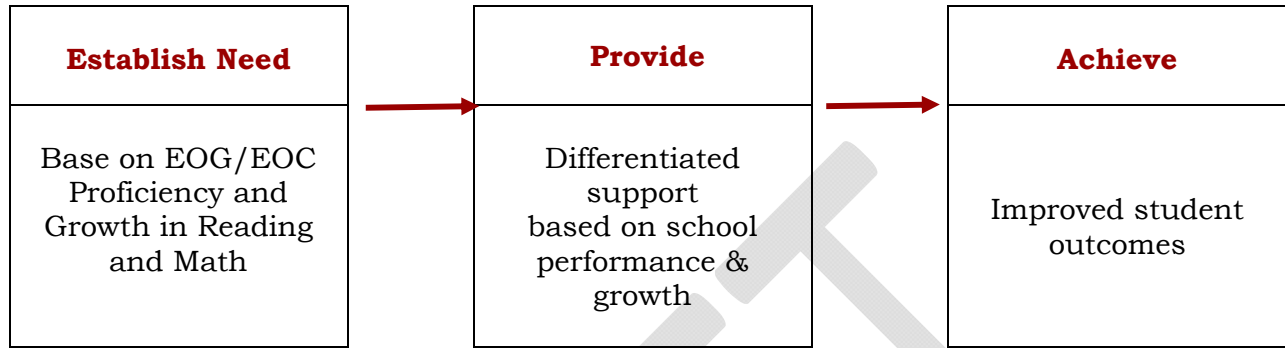 Establish Need
Base on EOG/EOC
Proficiency and
Growth in Reading
and Math
Provide
Differentiated
support
based on school
performance &
growth
Achieve
Improved student
outcomes